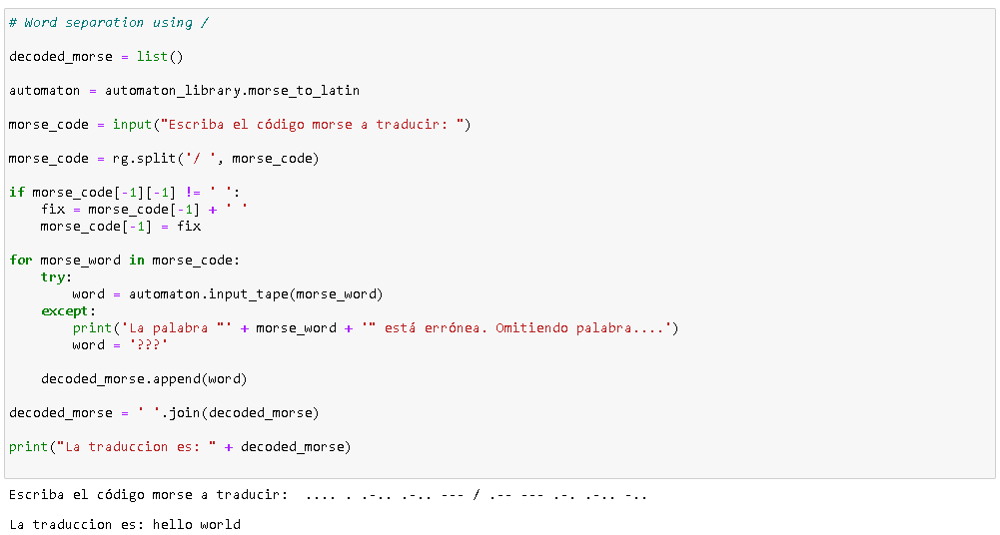 # Word separation using /
decoded_morse = list()
automaton = automaton_library.morse_to_latin
morse_code = input("Escriba el código morse a traducir: ")
morse_code = rg.split('/ ', morse_code)
if morse_code[-1][-1] != ' ':
    fix = morse_code[-1] + ' '
    morse_code[-1] = fix
for morse_word in morse_code:
    try:
        word = automaton.input_tape(morse_word)
    except:
        print('La palabra "' + morse_word + '" está errónea. Omitiendo palabra....')
        word = '???'
    decoded_morse.append(word)
decoded_morse = ' '.join(decoded_morse)
print("La traduccion es: " + decoded_morse)
Escriba el código morse a traducir:  .... . .-.. .-.. --- / .-- --- .-. .-.. -..
La traduccion es: hello world